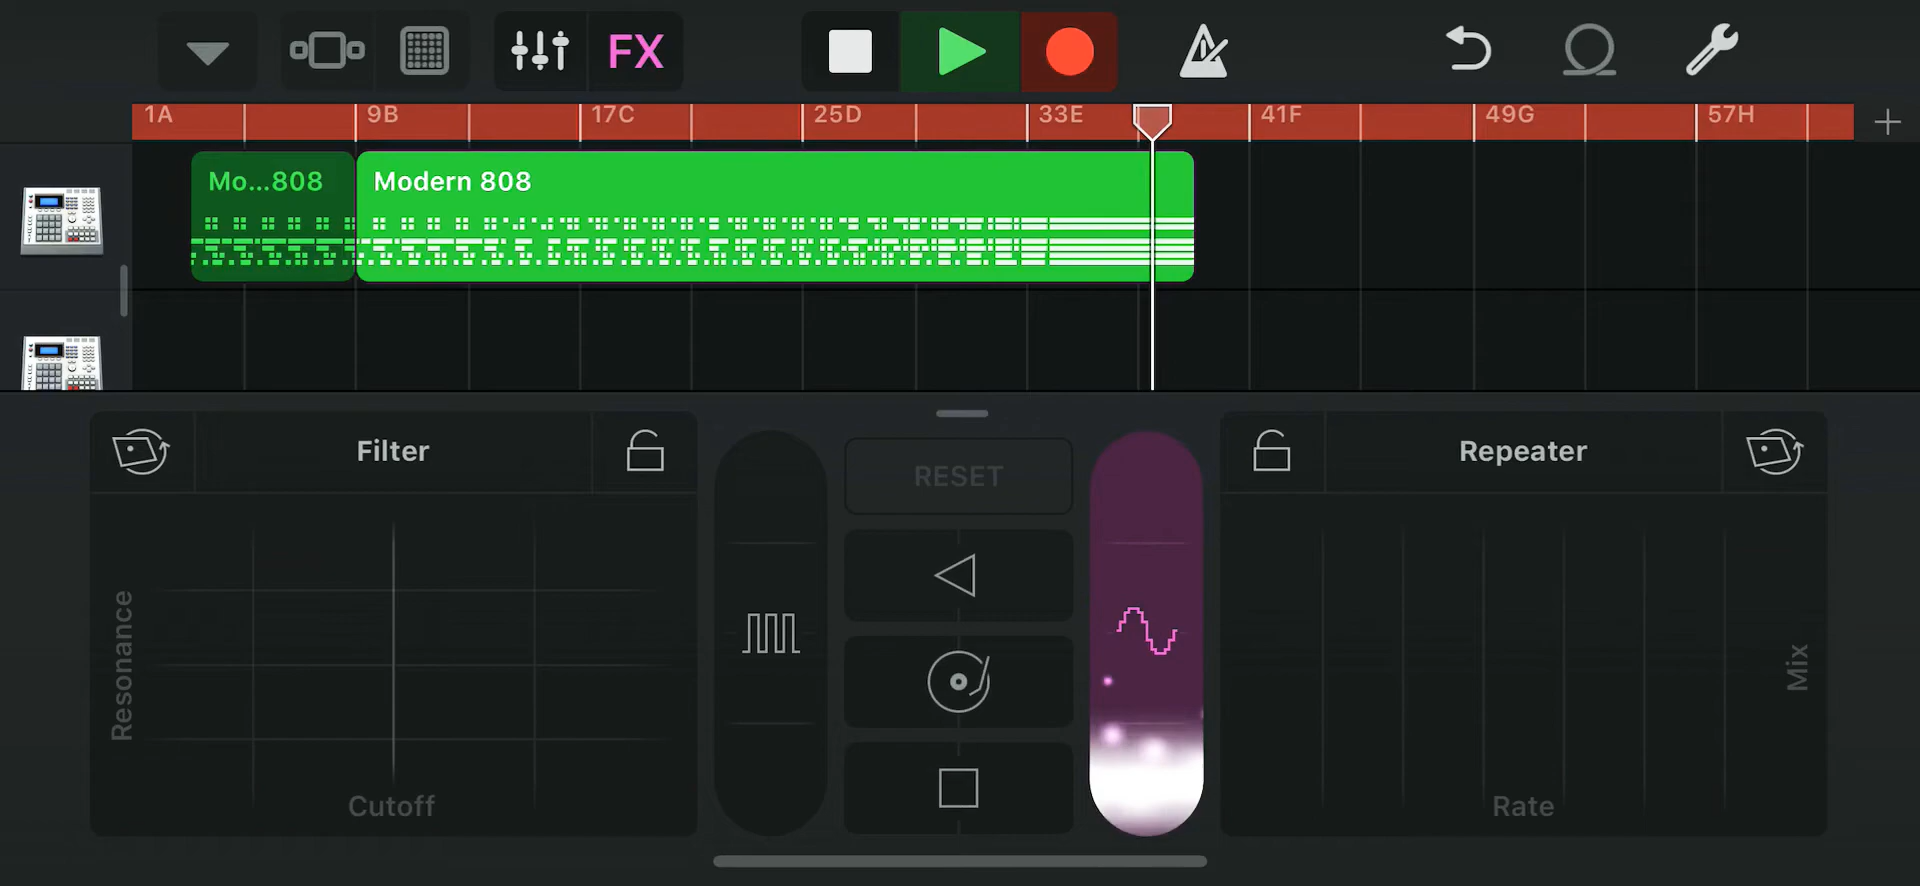 FX
1A 9B 17C 25D 33E 41F 49G 57H
Mo...808 Modern 808
Filter
RESET
Repeater
Resonance
Cutoff
Rate
Mix